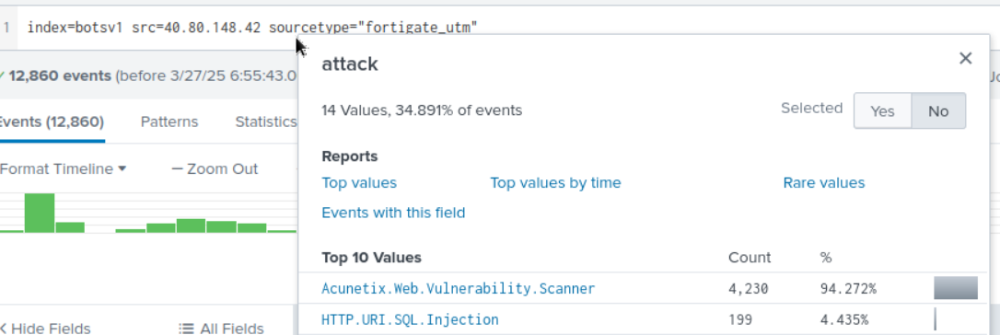 1 index=botsv1 src=40.80.148.42 sourcetype="fortigate_utm"
12,860 events (before 3/27/25 6:55:43.0
attack
14 Values, 34.891% of events
Selected Yes No
Events (12,860) Patterns Statistics
Reports
Format Timeline Zoom Out
Top values Top values by time Rare values
Events with this field
Top 10 Values Count %
Acunetix.Web.Vulnerability.Scanner 4,230 94.272%
HTTP.URI.SQL.Injection 199 4.435%
Hide Fields All Fields